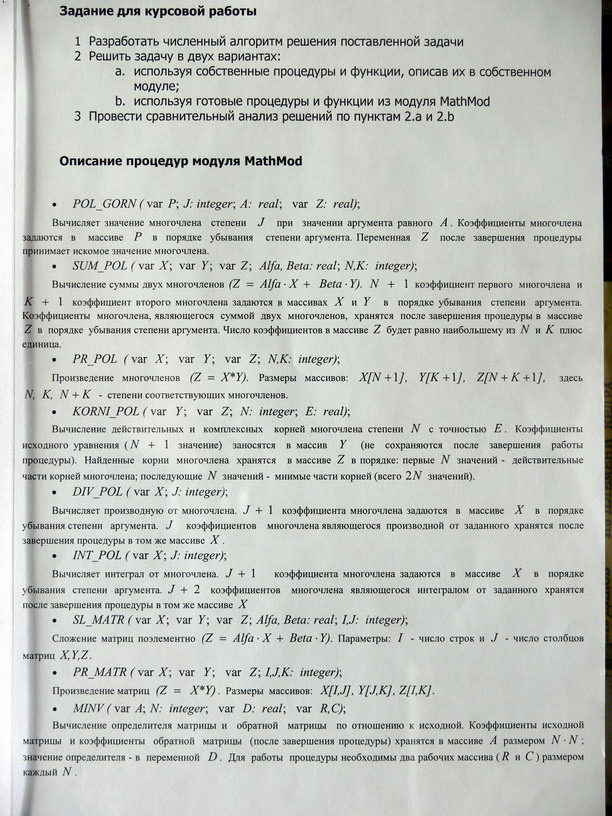 Задание для курсовой работы
1 Разработать численный алгоритм решения поставленной задачи
2 Решить задачу в двух вариантах:
a. используя собственные процедуры и функции, описав их в собственном
модуле;
b. используя готовые процедуры и функции из модуля MathMod
3 Провести сравнительный анализ решений по пунктам 2.a и 2.b
Описание процедур модуля MathMod
• POL_GORN ( var P; J: integer; A: real; var Z: real);
Вычисляет значение многочлена степени J при значении аргумента равного A. Коэффициенты многочлена
задаются в массиве P в порядке убывания степени аргумента. Переменная Z после завершения процедуры
принимает искомое значение многочлена.
• SUM_POL ( var X; var Y; var Z; Alfa, Beta: real; N,K: integer);
Вычисление суммы двух многочленов (Z = Alfa · X + Beta · Y). N + 1 коэффициент первого многочлена и
K + 1 коэффициент второго многочлена задаются в массивах X и Y в порядке убывания степени аргумента.
Коэффициенты многочлена, являющегося суммой двух многочленов, хранятся после завершения процедуры в массиве
Z в порядке убывания степени аргумента. Число коэффициентов в массиве Z будет равно наибольшему из N и K плюс
единица.
• PR_POL ( var X; var Y; var Z; N,K: integer);
Произведение многочленов (Z = X*Y). Размеры массивов: X[N +1], Y[K +1], Z[N + K +1], здесь
N, K, N + K - степени соответствующих многочленов.
• KORNI_POL ( var Y; var Z; N: integer; E: real);
Вычисление действительных и комплексных корней многочлена степени N с точностью E. Коэффициенты
исходного уравнения ( N + 1 значение) заносятся в массив Y (не сохраняются после завершения работы
процедуры). Найденные корни многочлена хранятся в массиве Z в порядке: первые N значений - действительные
части корней многочлена; последующие N значений - мнимые части корней (всего 2N значений).
• DIV_POL ( var X; J: integer);
Вычисляет производную от многочлена. J + 1 коэффициента многочлена задаются в массиве X в порядке
убывания степени аргумента. J коэффициентов многочлена являющегося производной от заданного хранятся после
завершения процедуры в том же массиве X.
• INT_POL ( var X; J: integer);
Вычисляет интеграл от многочлена. J + 1 коэффициента многочлена задаются в массиве X в порядке
убывания степени аргумента. J + 2 коэффициентов многочлена являющегося интегралом от заданного хранятся
после завершения процедуры в том же массиве X
• SL_MATR ( var X; var Y; var Z; Alfa, Beta: real; I,J: integer);
Сложение матриц поэлементно (Z = Alfa · X + Beta · Y). Параметры: I - число строк и J - число столбцов
матриц X,Y,Z.
• PR_MATR ( var X; var Y; var Z; I,J,K: integer);
Произведение матриц (Z = X*Y). Размеры массивов: X[I,J], Y[J,K], Z[I,K].
• MINV ( var A; N: integer; var D: real; var R,C);
Вычисление определителя матрицы и обратной матрицы по отношению к исходной. Коэффициенты исходной
матрицы и коэффициенты обратной матрицы (после завершения процедуры) хранятся в массиве A размером N · N ;
значение определителя - в переменной D. Для работы процедуры необходимы два рабочих массива ( R и C ) размером
каждый N.